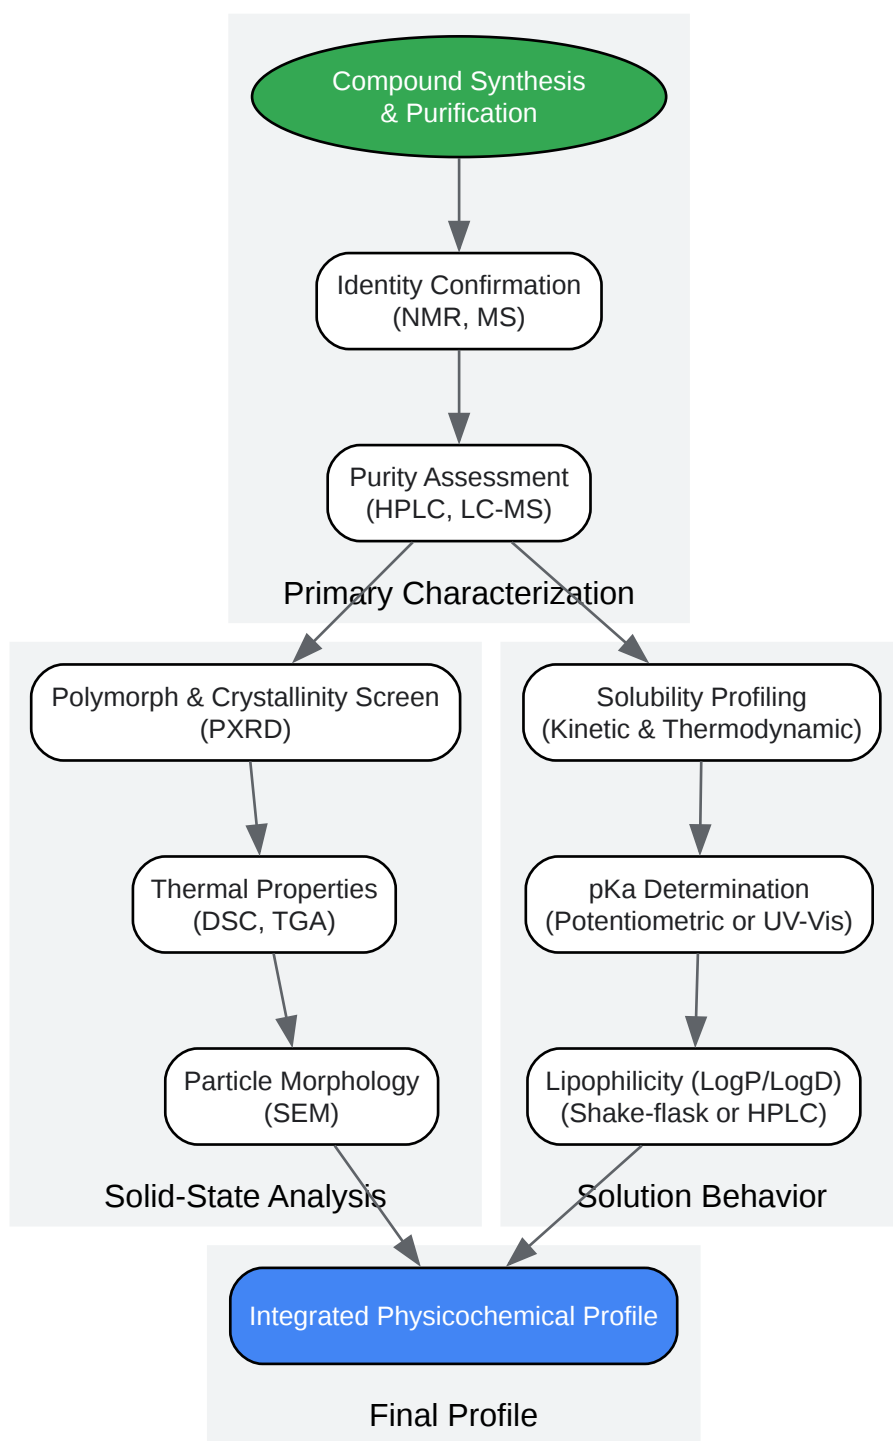 Compound Synthesis
& Purification
Identity Confirmation
(NMR, MS)
Purity Assessment
(HPLC, LC-MS)
Primary Characterization
Polymorph & Crystallinity Screen
(PXRD)
Thermal Properties
(DSC, TGA)
Particle Morphology
(SEM)
Solid-State Analysis
Solubility Profiling
(Kinetic & Thermodynamic)
pKa Determination
(Potentiometric or UV-Vis)
Lipophilicity (LogP/LogD)
(Shake-flask or HPLC)
Solution Behavior
Integrated Physicochemical Profile
Final Profile